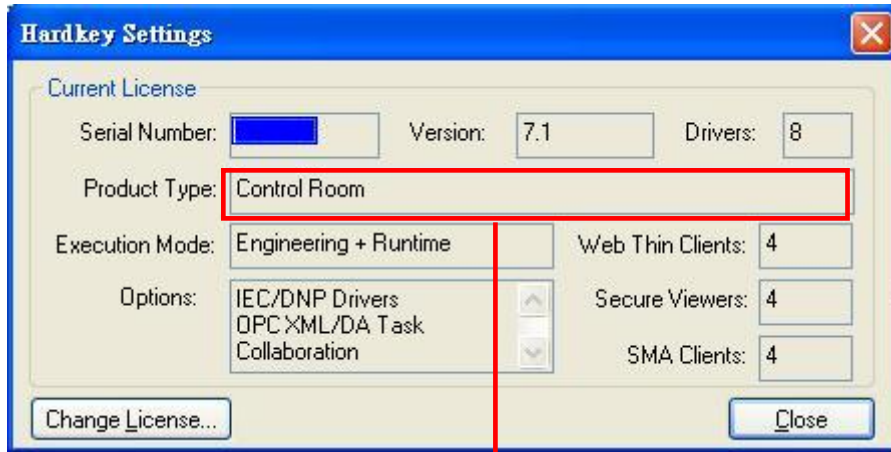 Hardkey Settings
Current License
Serial Number: Version: 7.1 Drivers: 8
Product Type: Control Room
Execution Mode: Engineering + Runtime Web Thin Clients: 4
Options: IEC/DNP Drivers Secure Viewers: 4
OPC XML/DA Task
Collaboration SMA Clients: 4
Change License... Close